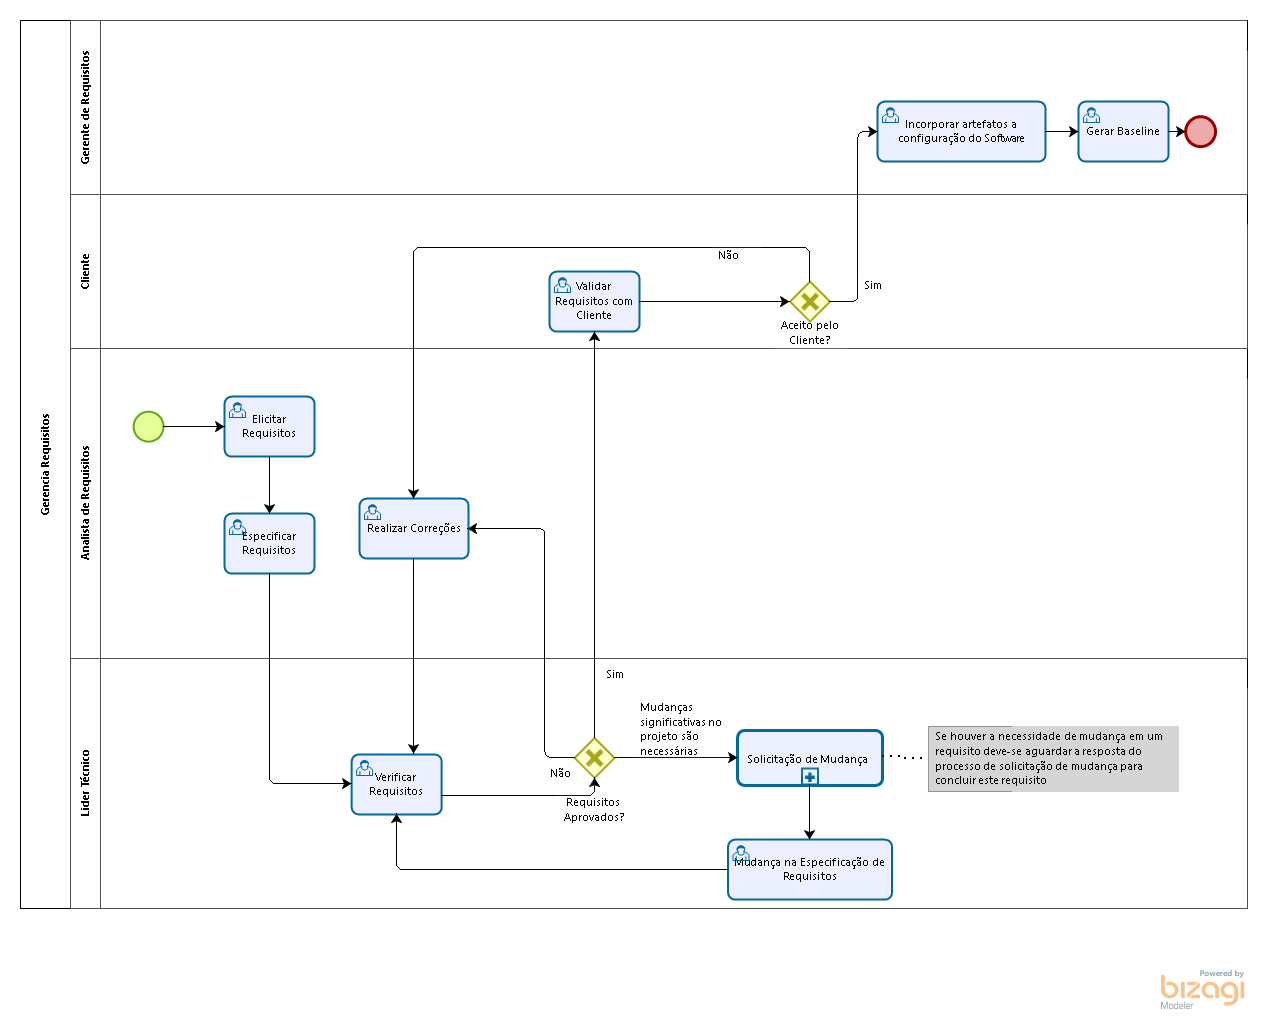 Gerencia Requisitos
Gerente de Requisitos
Incorporar artefatos a
configuração do Software
Gerar Baseline
Cliente
Não
Validar
Requisitos com
Cliente
Sim
Aceito pelo
Cliente?
Analista de Requisitos
Elicitar
Requisitos
Especificar
Requisitos
Realizar Correções
Lider Técnico
Sim
Mudanças
significativas no
projeto são
necessárias
Não
Verificar
Requisitos
Requisitos
Aprovados?
Solicitação de Mudança
Se houver a necessidade de mudança em um
requisito deve-se aguardar a resposta do
processo de solicitação de mudança para
concluir este requisito
Mudança na Especificação de
Requisitos
Powered by
bizagi
Modeler